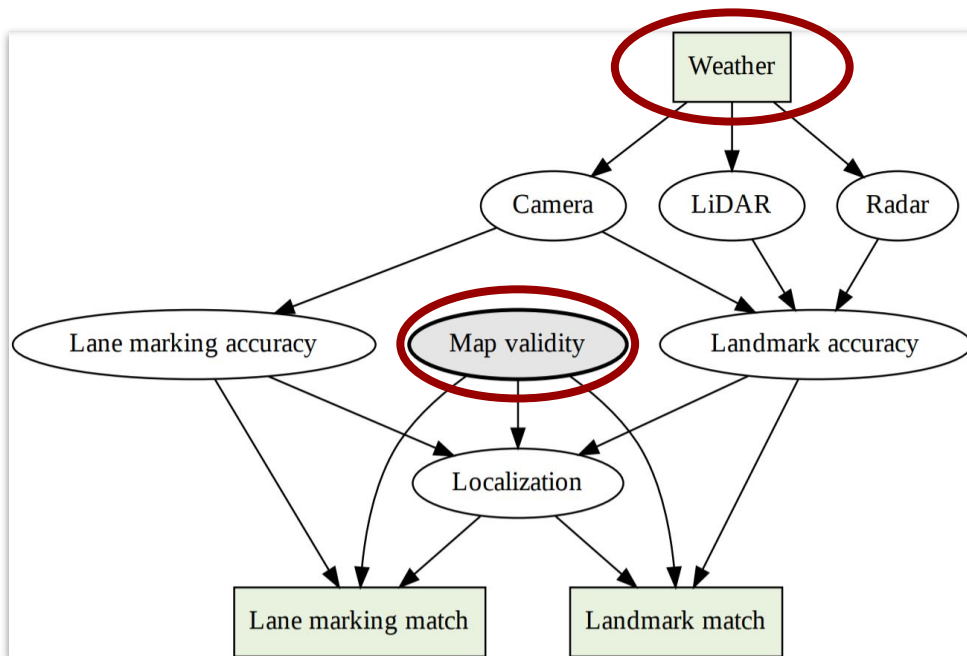 Weather
Camera
LiDAR
Radar
Lane marking accuracy
Map validity
Landmark accuracy
Localization
Lane marking match
Landmark match